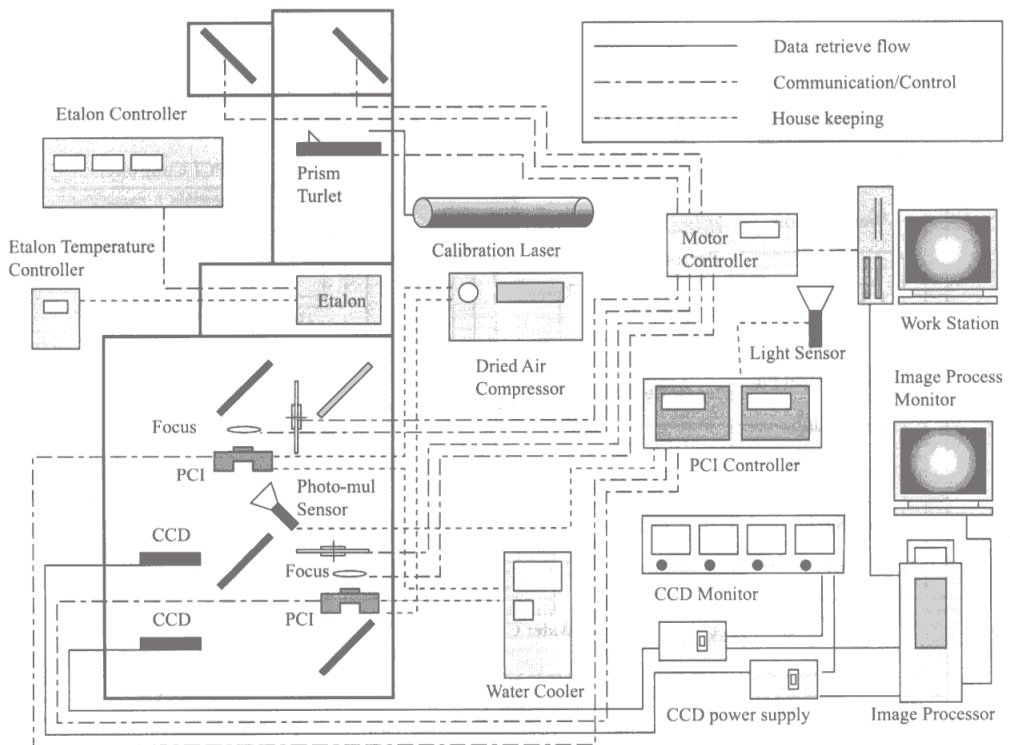 Data retrieve flow
Communication/Control
House keeping
Etalon Controller
Prism
Turlet
Calibration Laser
Motor
Controller
Etalon Temperature
Controller
Etalon
Work Station
Light Sensor
Dried Air
Compressor
Image Process
Monitor
Focus
PCI
PCI Controller
Photo-mul
Sensor
CCD
Focus
CCD Monitor
PCI
CCD
Water Cooler
CCD power supply
Image Processor